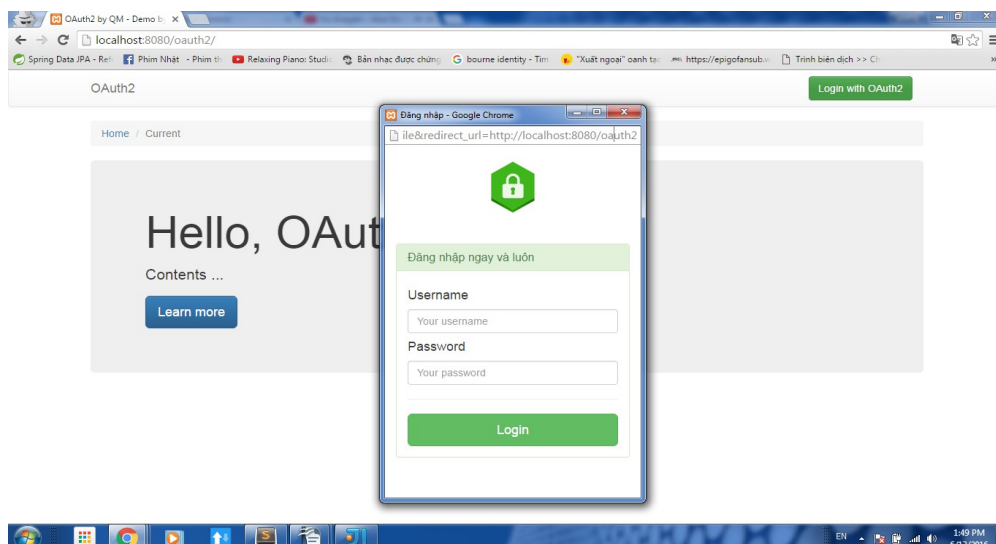 OAuth2 by QM - Demo b
localhost:8080/oauth2/
Spring Data JPA - Ref Phim Nhật - Phim th Relaxing Piano: Studio Bản nhạc được chứng bourne identity - Tìm "Xuất ngoại" oanh tạc https://epigofansub.w Trình biên dịch >> Ch
OAuth2
Login with OAuth2
Home / Current
Hello, OAut
Contents ...
Learn more
Đăng nhập - Google Chrome
ile&redirect_url=http://localhost:8080/oauth2
Đăng nhập ngay và luôn
Username
Your username
Password
Your password
Login
EN
1:49 PM